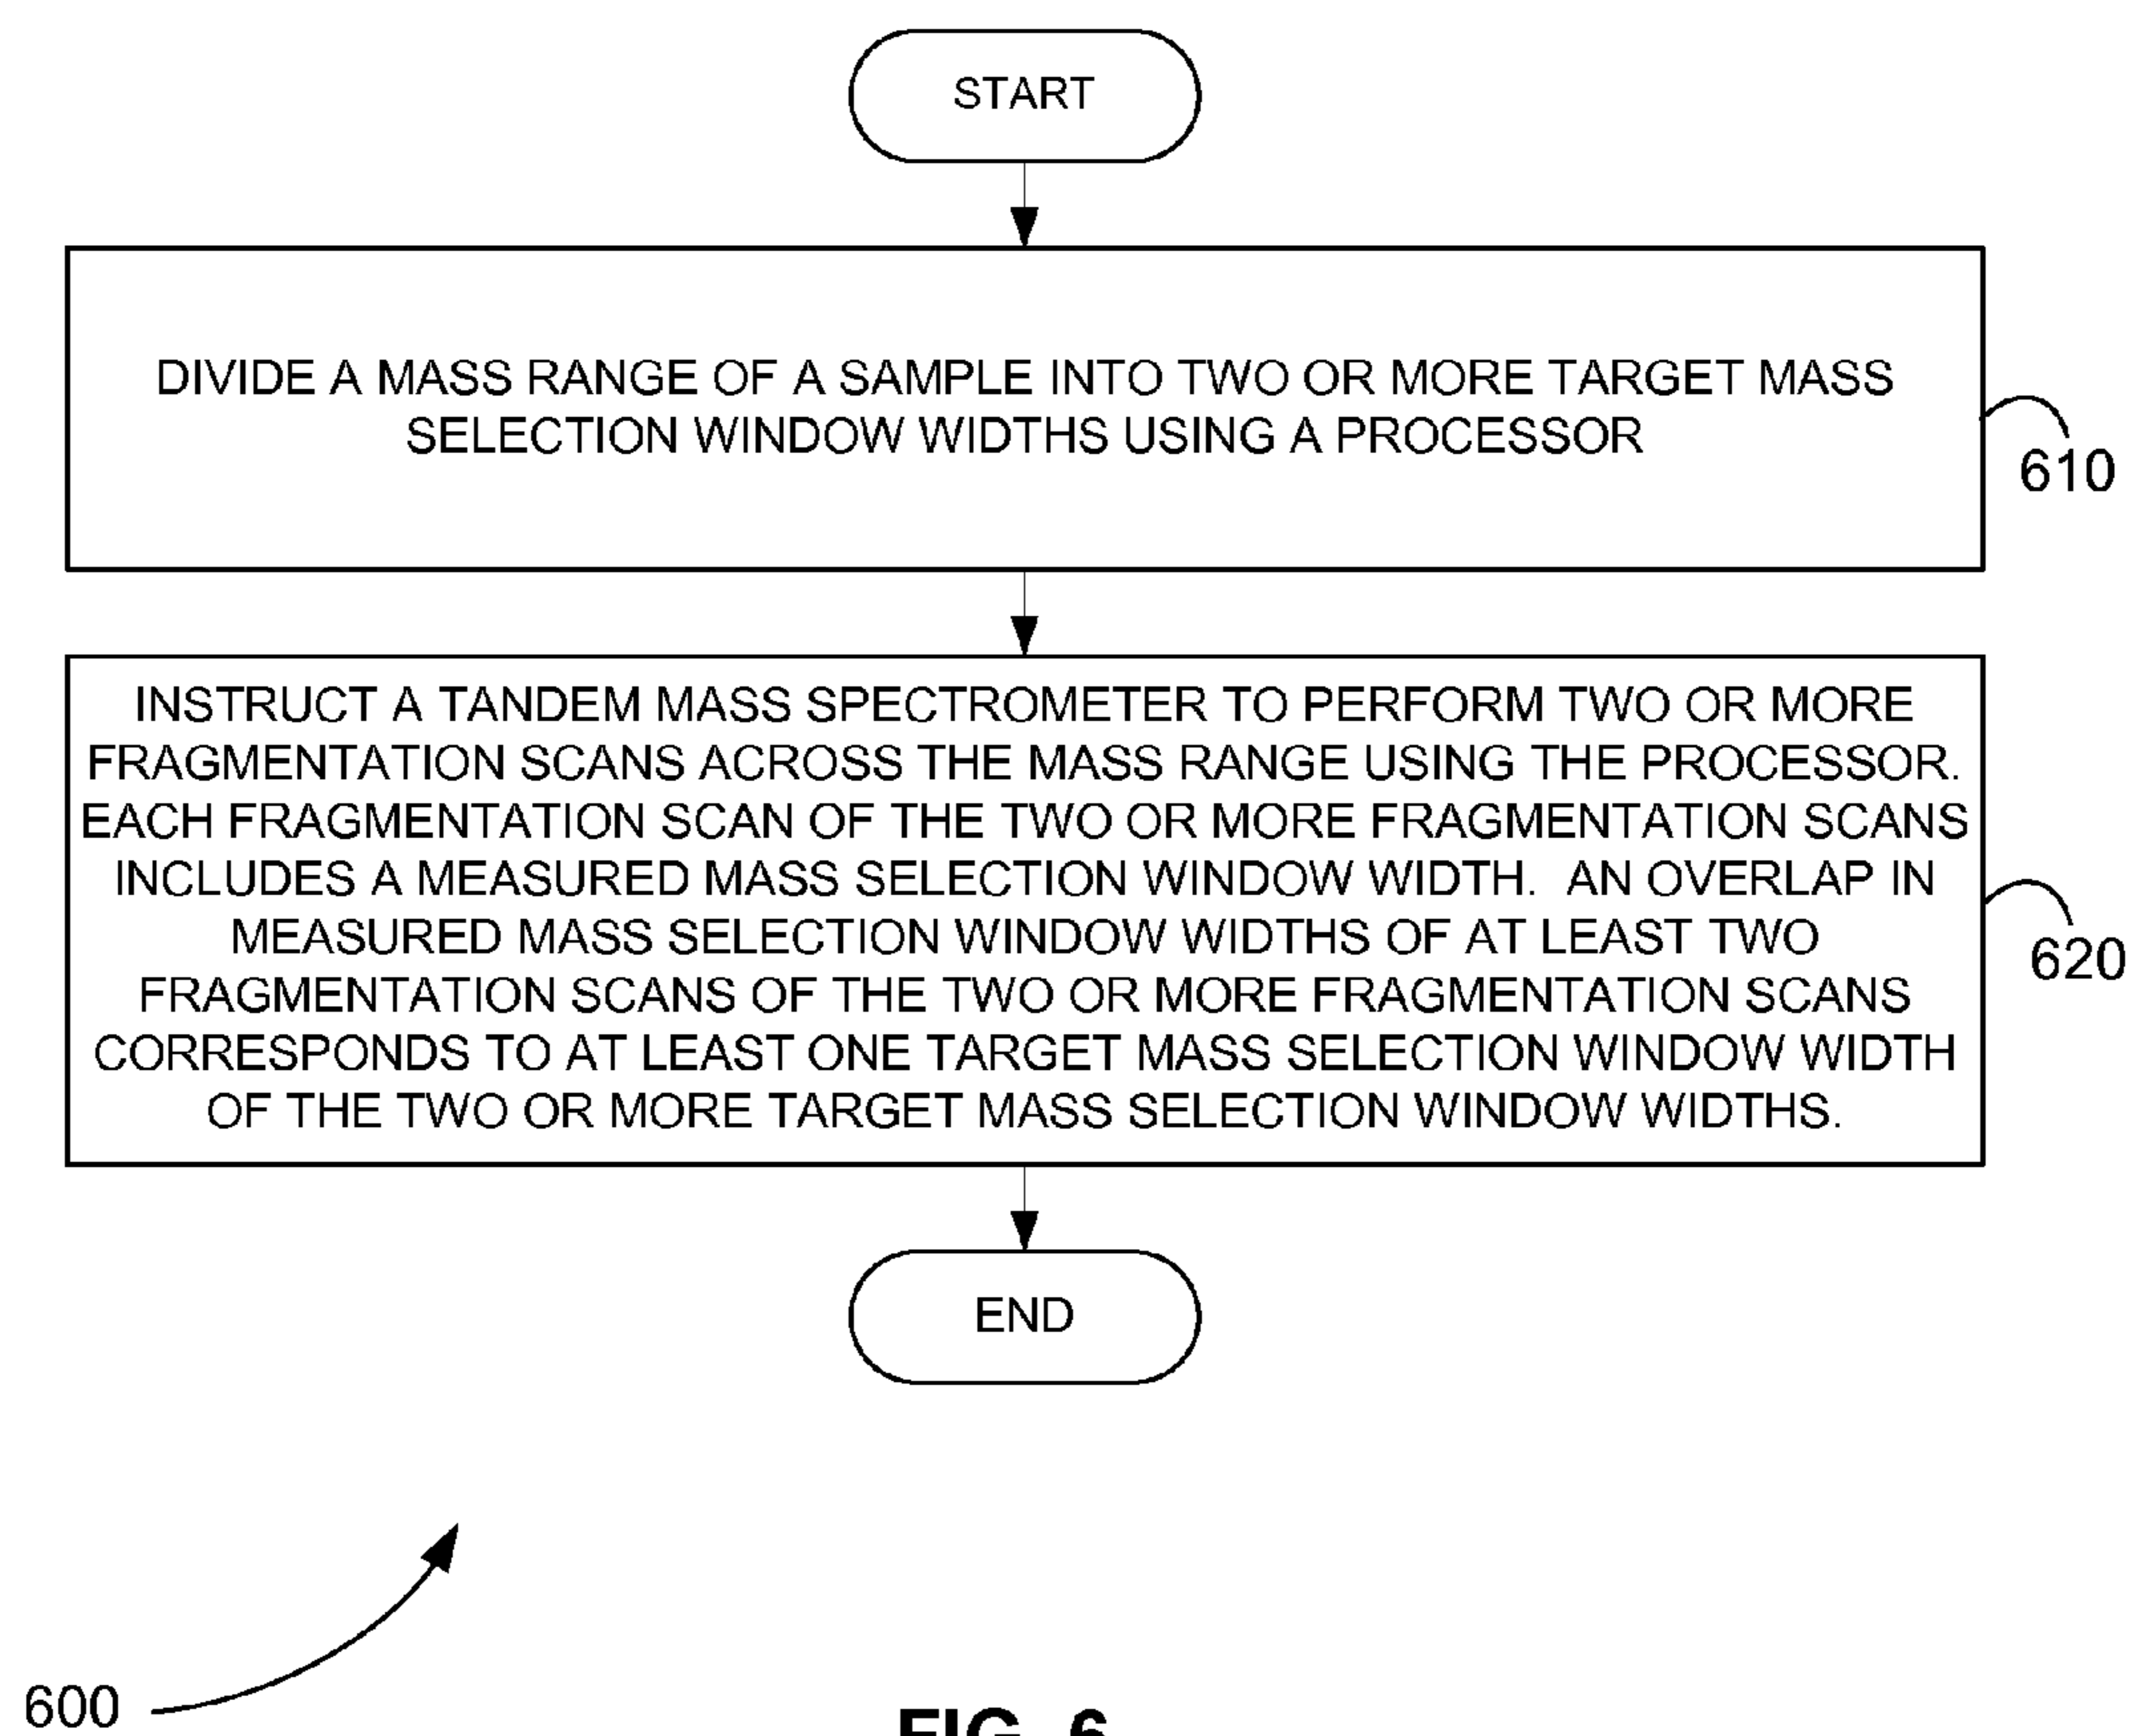 START
DIVIDE A MASS RANGE OF A SAMPLE INTO TWO OR MORE TARGET MASS
SELECTION WINDOW WIDTHS USING A PROCESSOR
610
INSTRUCT A TANDEM MASS SPECTROMETER TO PERFORM TWO OR MORE
FRAGMENTATION SCANS ACROSS THE MASS RANGE USING THE PROCESSOR.
EACH FRAGMENTATION SCAN OF THE TWO OR MORE FRAGMENTATION SCANS
INCLUDES A MEASURED MASS SELECTION WINDOW WIDTH.  AN OVERLAP IN
MEASURED MASS SELECTION WINDOW WIDTHS OF AT LEAST TWO
FRAGMENTATION SCANS OF THE TWO OR MORE FRAGMENTATION SCANS
CORRESPONDS TO AT LEAST ONE TARGET MASS SELECTION WINDOW WIDTH
OF THE TWO OR MORE TARGET MASS SELECTION WINDOW WIDTHS.
620
END
600
FIG. 6